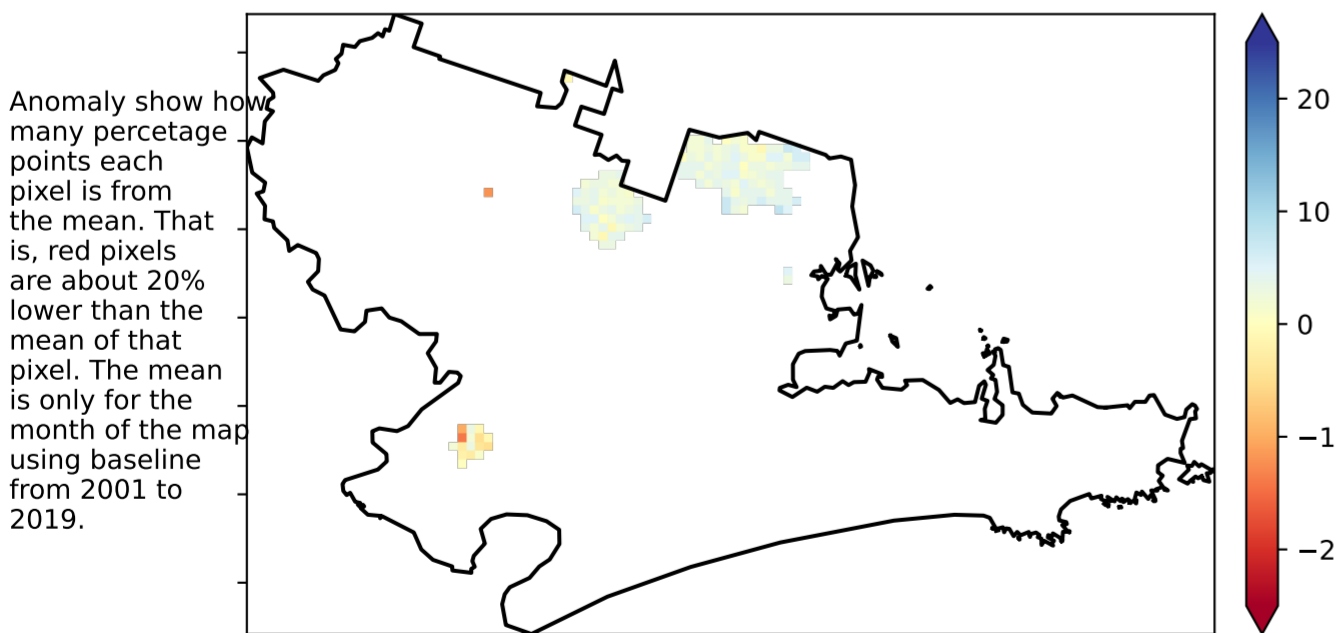 Anomaly show how
many percetage
points each
pixel is from
the mean. That
is, red pixels
are about 20%
lower than the
mean of that
pixel. The mean
is only for the
month of the map
using baseline
from 2001 to
2019.
20
10
0
−1
−2